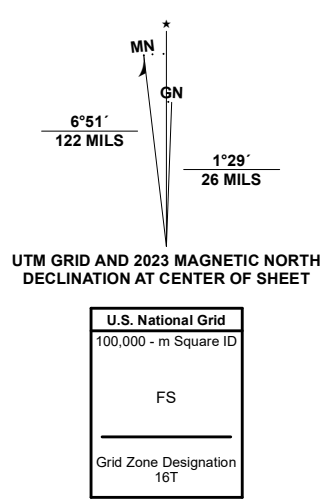 MN
GN
6°51´
122 MILS
1°29´
26 MILS
UTM GRID AND 2023 MAGNETIC NORTH
DECLINATION AT CENTER OF SHEET
U.S. National Grid
100,000 - m Square ID
FS
Grid Zone Designation
16T